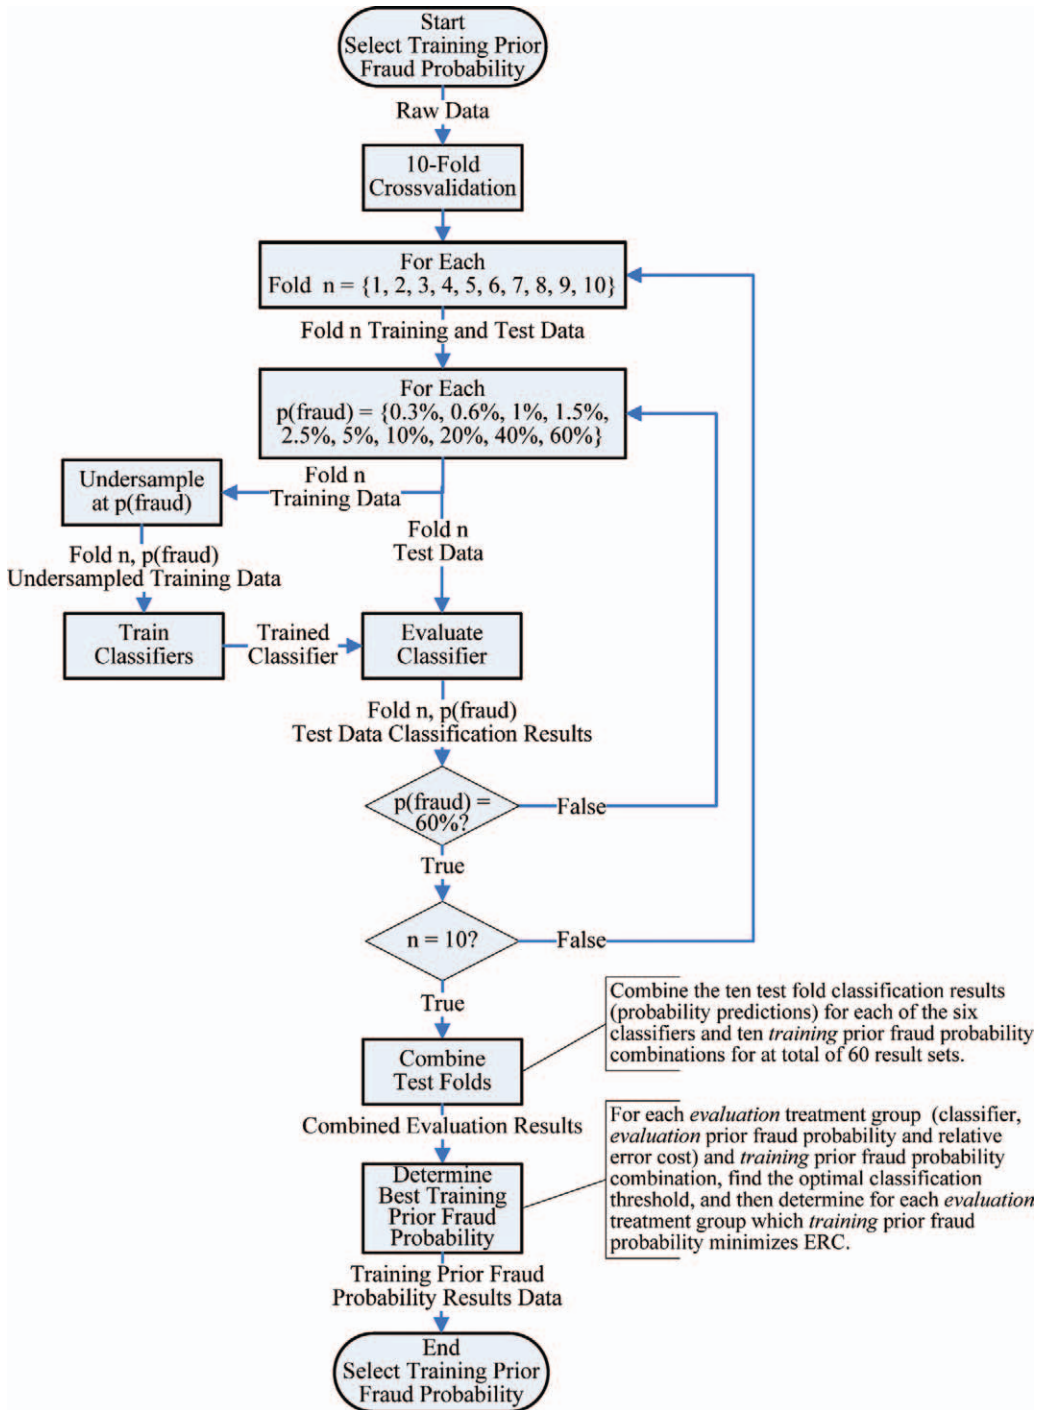 Start
Select Training Prior
Fraud Probability
Raw Data
10-Fold
Crossvalidation
For Each
Fold n = {1, 2, 3, 4, 5, 6, 7, 8, 9, 10}
Fold n Training and Test Data
For Each
p(fraud) = {0.3%, 0.6%, 1%, 1.5%,
2.5%, 5%, 10%, 20%, 40%, 60%}
Fold n
Training Data
Undersample
at p(fraud)
Fold n
Test Data
Fold n, p(fraud)
Undersampled Training Data
Train
Classifiers
Trained
Classifier
Evaluate
Classifier
Fold n, p(fraud)
Test Data Classification Results
p(fraud) =
60%?
False
True
n = 10?
False
True
Combine the ten test fold classification results
(probability predictions) for each of the six
classifiers and ten training prior fraud probability
combinations for at total of 60 result sets.
Combine
Test Folds
Combined Evaluation Results
For each evaluation treatment group (classifier,
evaluation prior fraud probability and relative
error cost) and training prior fraud probability
combination, find the optimal classification
threshold, and then determine for each evaluation
treatment group which training prior fraud
probability minimizes ERC.
Determine
Best Training
Prior Fraud
Probability
Training Prior Fraud
Probability Results Data
End
Select Training Prior
Fraud Probability